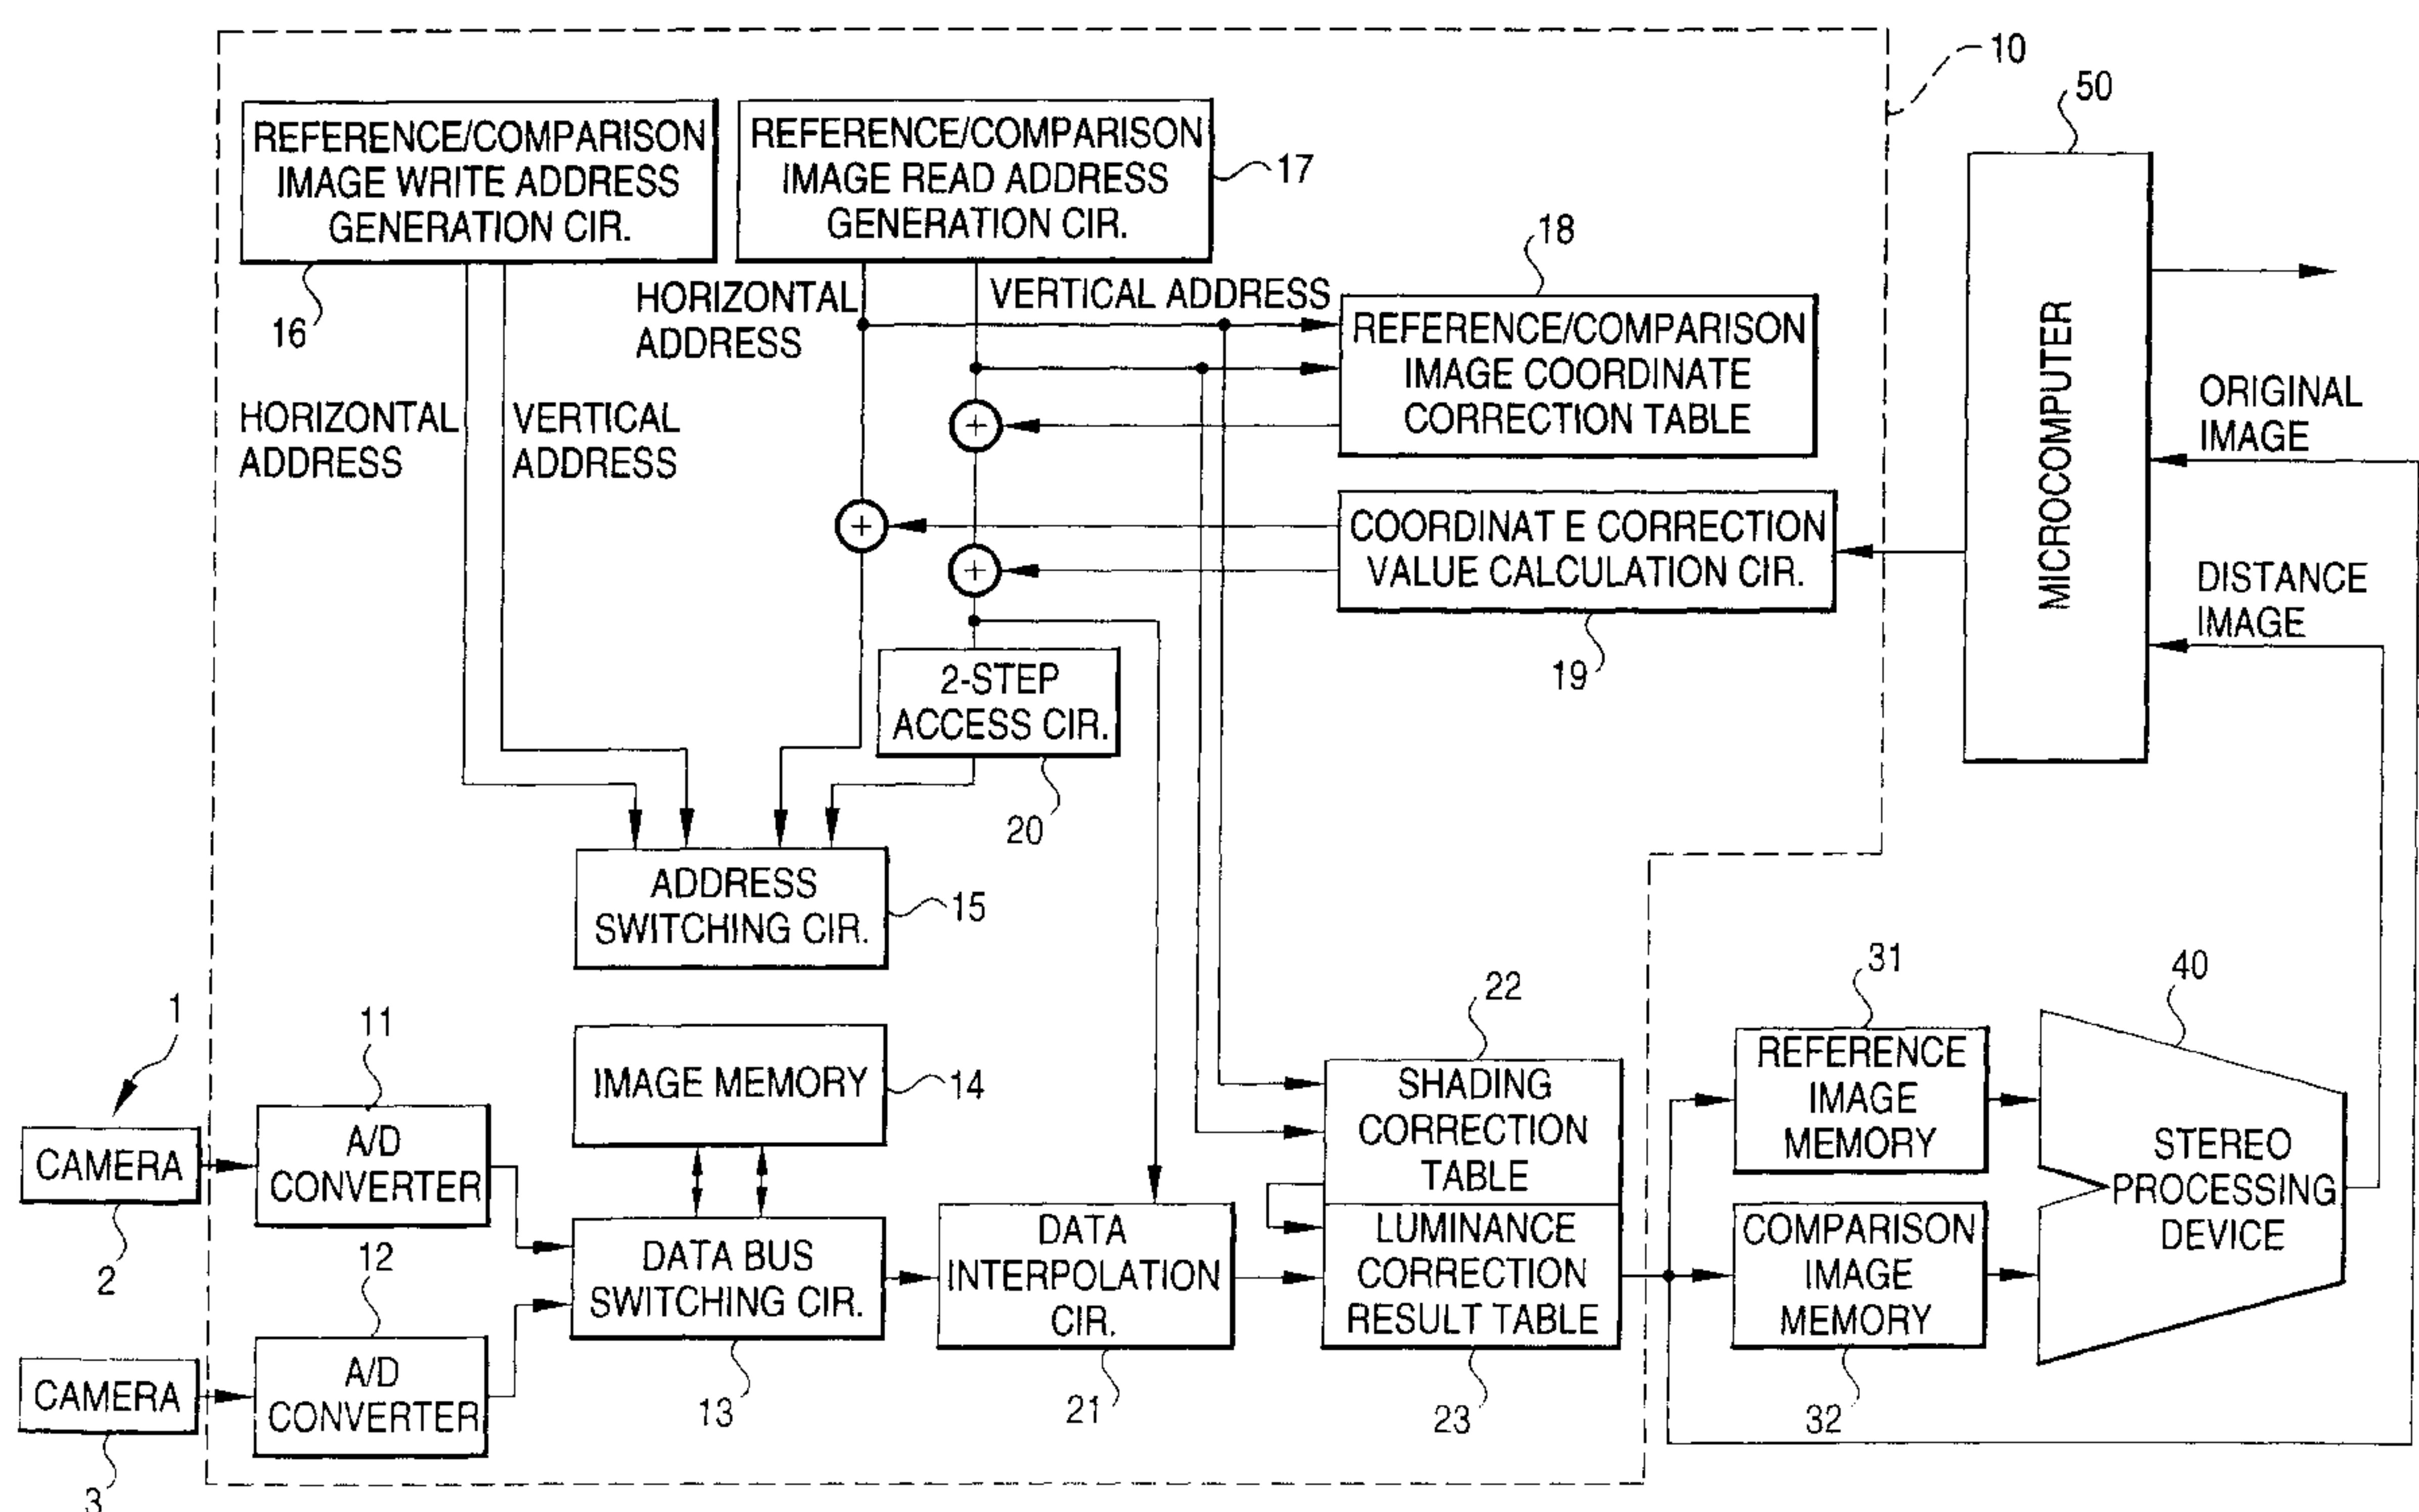 10
50
REFERENCE/COMPARISON
IMAGE WRITE ADDRESS
GENERATION CIR.
16
REFERENCE/COMPARISON
IMAGE READ ADDRESS
GENERATION CIR.
17
HORIZONTAL
ADDRESS
VERTICAL ADDRESS
18
REFERENCE/COMPARISON
IMAGE COORDINATE
CORRECTION TABLE
HORIZONTAL
ADDRESS
VERTICAL
ADDRESS
+
+
+
COORDINAT E CORRECTION
VALUE CALCULATION CIR.
19
MICROCOMPUTER
ORIGINAL
IMAGE
DISTANCE
IMAGE
2-STEP
ACCESS CIR.
20
ADDRESS
SWITCHING CIR.
15
IMAGE MEMORY
14
1
CAMERA
2
CAMERA
3
11
A/D
CONVERTER
12
A/D
CONVERTER
DATA BUS
SWITCHING CIR.
13
DATA
INTERPOLATION
CIR.
21
22
SHADING
CORRECTION
TABLE
LUMINANCE
CORRECTION
RESULT TABLE
23
31
REFERENCE
IMAGE
MEMORY
COMPARISON
IMAGE
MEMORY
32
40
STEREO
PROCESSING
DEVICE